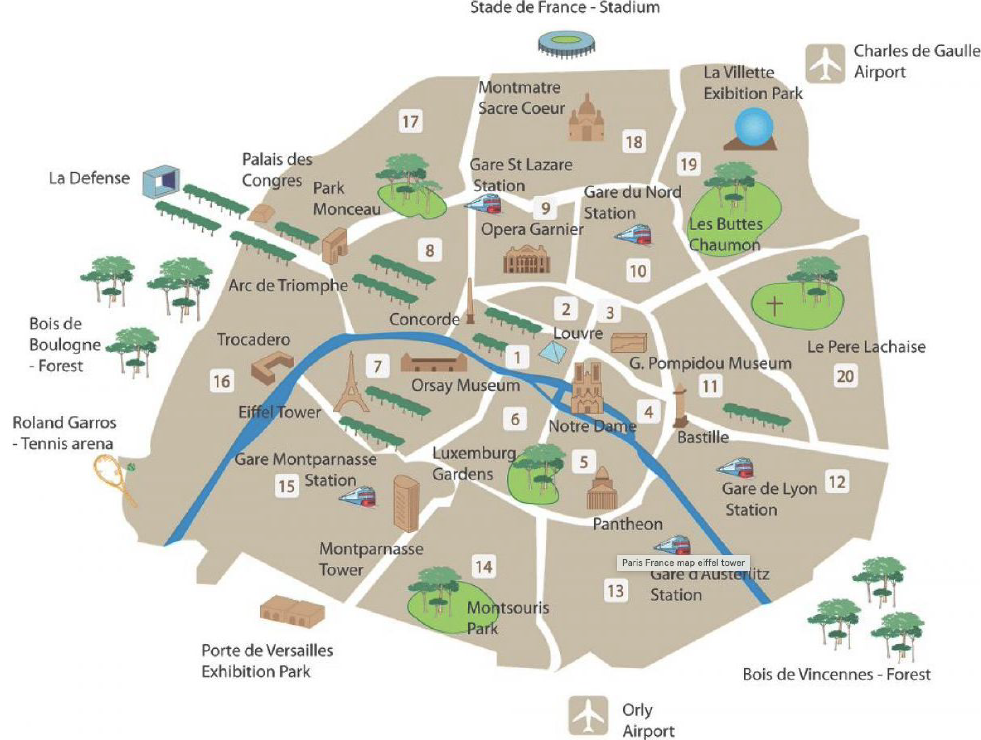 Stade de France - Stadium
Charles de Gaulle
Airport
La Villette
Exibition Park
Montmatre
Sacre Coeur
17
18
19
Palais des
Congres
La Defense
Park
Monceau
Gare St Lazare
Station
Gare du Nord
Station
9
Opera Garnier
Les Buttes
Chaumon
8
10
Arc de Triomphe
Concorde
2
3
Louvre
Bois de
Boulogne
- Forest
Trocadero
Le Pere Lachaise
1
G. Pompidou Museum
7
16
Orsay Museum
11
20
Eiffel Tower
6
4
Notre Dame
Bastille
Roland Garros
- Tennis arena
Gare Montparnasse
Station
Luxemburg
Gardens
5
15
12
Gare de Lyon
Station
Pantheon
Montparnasse
Tower
Paris France map eiffel tower
14
13
Gare d'Austerlitz
Station
Montsouris
Park
Porte de Versailles
Exhibition Park
Bois de Vincennes - Forest
Orly
Airport